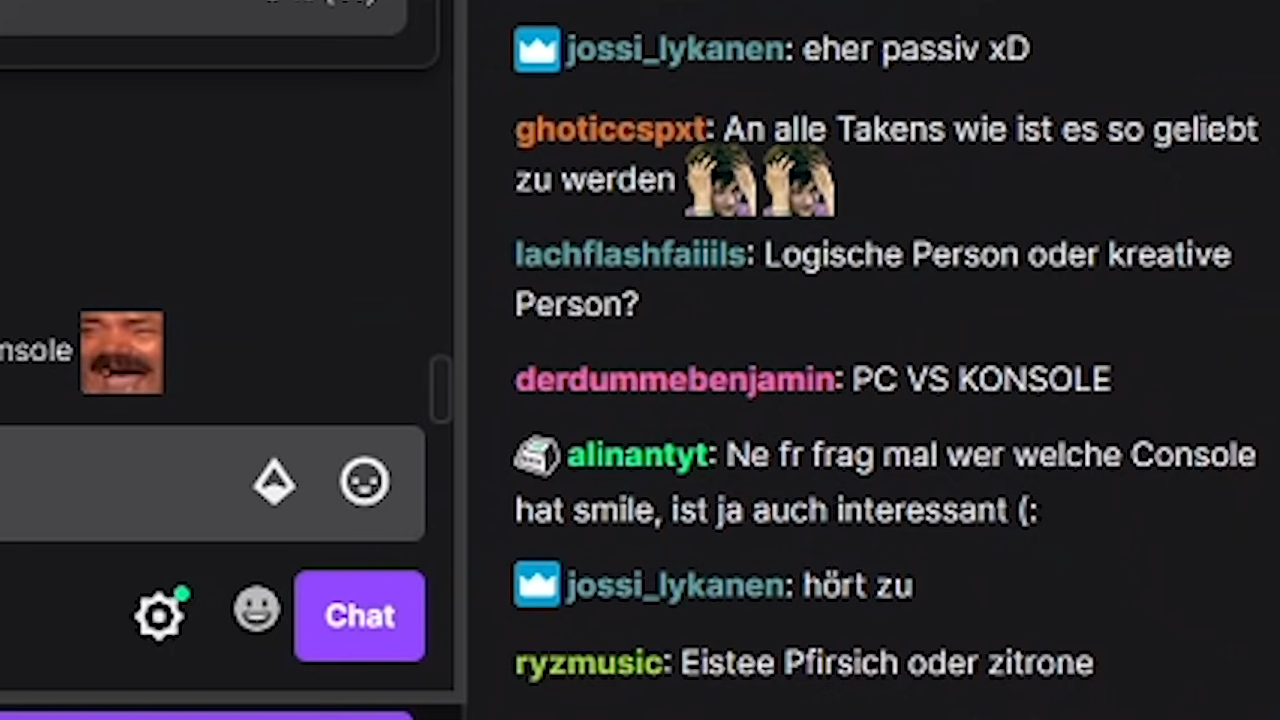 jossi_lykanen: eher passiv xD
ghoticcspxt: An alle Takens wie ist es so geliebt
zu werden
lachflashfaiiils: Logische Person oder kreative
Person?
nsole
derdummebenjamin: PC VS KONSOLE
alinantyt: Ne fr frag mal wer welche Console
hat smile, ist ja auch interessant (:
jossi_lykanen: hört zu
Chat
ryzmusic: Eistee Pfirsich oder zitrone